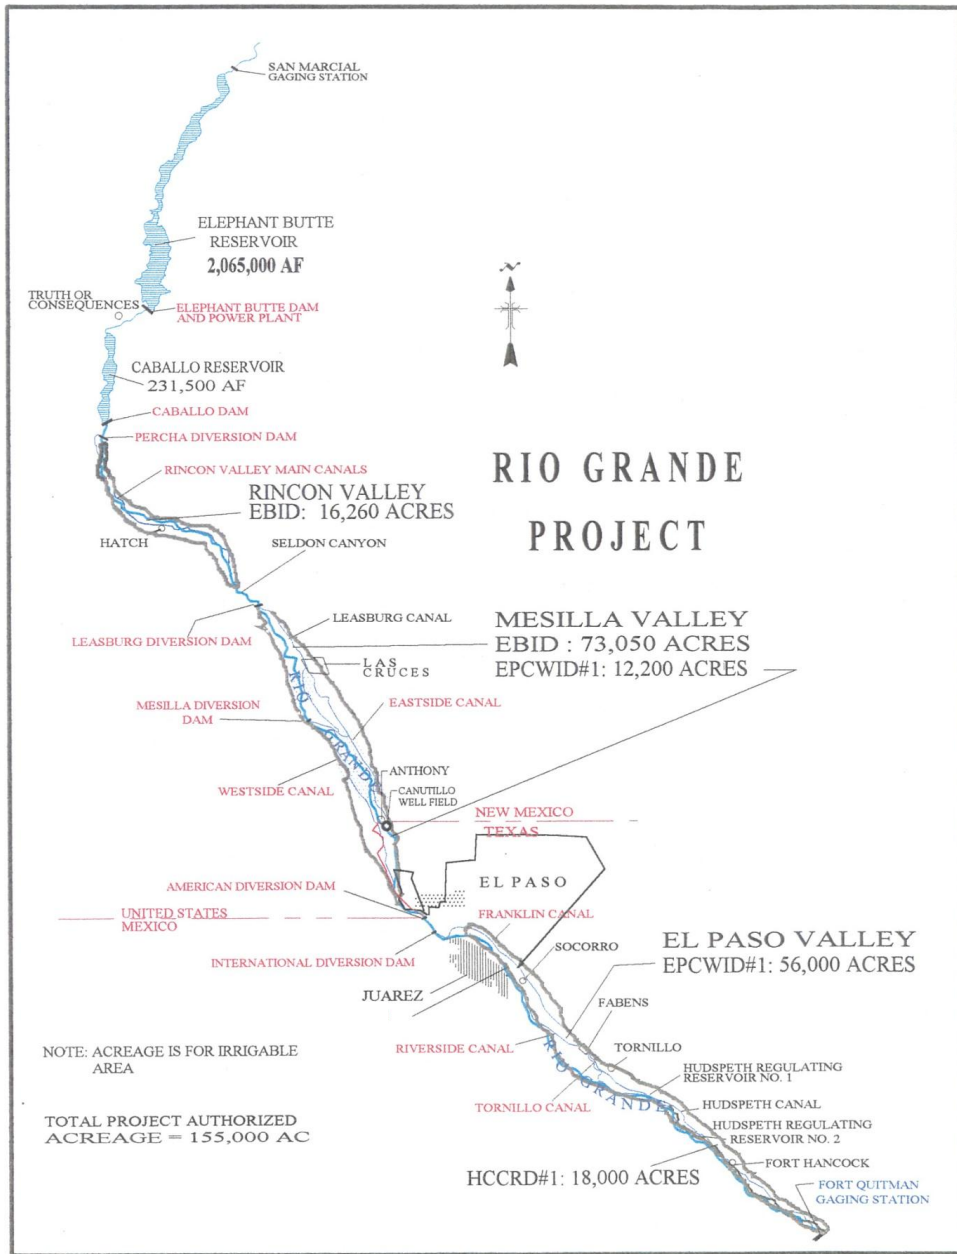 SAN MARCIAL
GAGING STATION
ELEPHANT BUTTE
RESERVOIR
2,065,000 AF
TRUTH OR
CONSEQUENCES
ELEPHANT BUTTE DAM
AND POWER PLANT
N
CABALLO RESERVOIR
231,500 AF
CABALLO DAM
PERCHA DIVERSION DAM
RIO GRANDE
PROJECT
RINCON VALLEY MAIN CANALS
RINCON VALLEY
EBID: 16,260 ACRES
HATCH
SELDON CANYON
LEASBURG CANAL
MESILLA VALLEY
EBID : 73,050 ACRES
EPCWID#1: 12,200 ACRES
LEASBURG DIVERSION DAM
LAS
CRUCES
RIO GRANDE
MESILLA DIVERSION
DAM
EASTSIDE CANAL
WESTSIDE CANAL
ANTHONY
CANUTILLO
WELL FIELD
NEW MEXICO
TEXAS
AMERICAN DIVERSION DAM
EL PASO
UNITED STATES
MEXICO
FRANKLIN CANAL
INTERNATIONAL DIVERSION DAM
SOCORRO
EL PASO VALLEY
EPCWID#1: 56,000 ACRES
JUAREZ
FABENS
RIVERSIDE CANAL
TORNILLO
RIO GRANDE
NOTE: ACREAGE IS FOR IRRIGABLE
AREA
HUDSPETH REGULATING
RESERVOIR NO. 1
TORNILLO CANAL
HUDSPETH CANAL
HUDSPETH REGULATING
RESERVOIR NO. 2
TOTAL PROJECT AUTHORIZED
ACREAGE = 155,000 AC
FORT HANCOCK
HCCRD#1: 18,000 ACRES
FORT QUITMAN
GAGING STATION